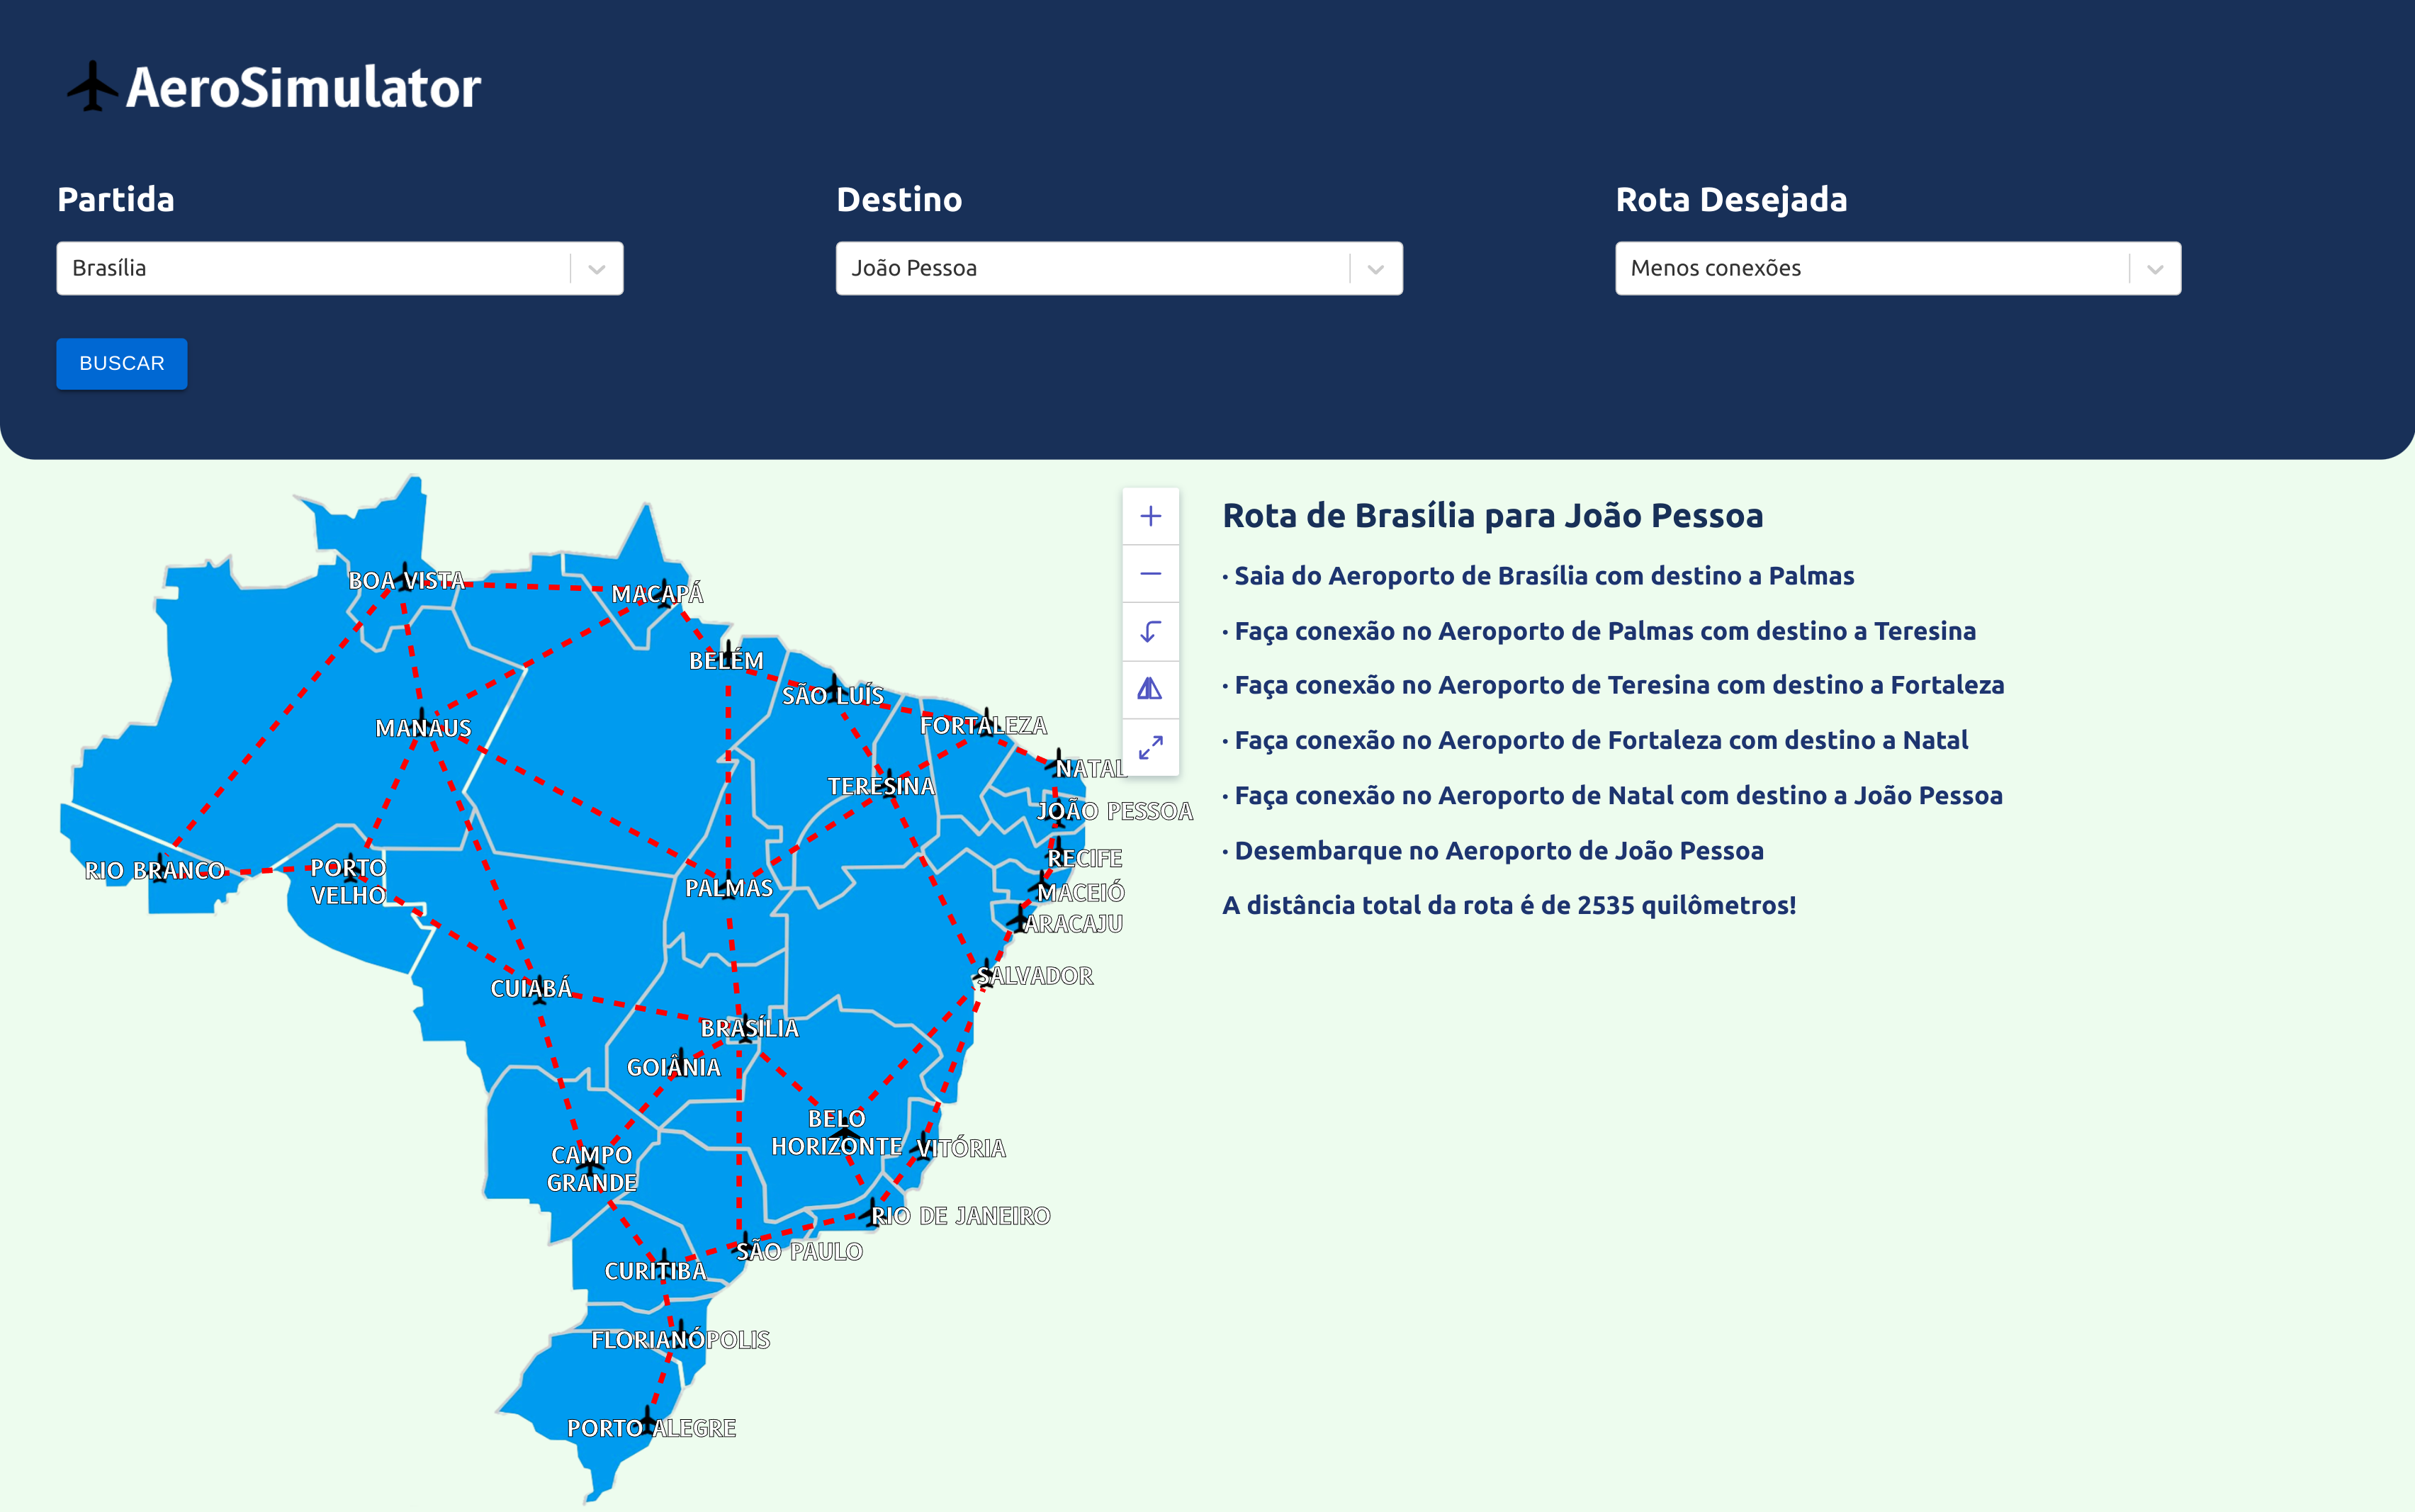 AeroSimulator
Partida
Destino
Rota Desejada
Brasília
João Pessoa
Menos conexões
BUSCAR
Rota de Brasília para João Pessoa
· Saia do Aeroporto de Brasília com destino a Palmas
· Faça conexão no Aeroporto de Palmas com destino a Teresina
· Faça conexão no Aeroporto de Teresina com destino a Fortaleza
· Faça conexão no Aeroporto de Fortaleza com destino a Natal
· Faça conexão no Aeroporto de Natal com destino a João Pessoa
· Desembarque no Aeroporto de João Pessoa
A distância total da rota é de 2535 quilômetros!
BOA VISTA
MACAPÁ
BELÉM
SÃO LUÍS
FORTALEZA
MANAUS
NATAL
TERESINA
JOÃO PESSOA
RECIFE
RIO BRANCO
PORTO
VELHO
PALMAS
MACEIÓ
ARACAJU
SALVADOR
CUIABÁ
BRASÍLIA
GOIÂNIA
BELO
HORIZONTE
VITÓRIA
CAMPO
GRANDE
RIO DE JANEIRO
SÃO PAULO
CURITIBA
FLORIANÓPOLIS
PORTO ALEGRE